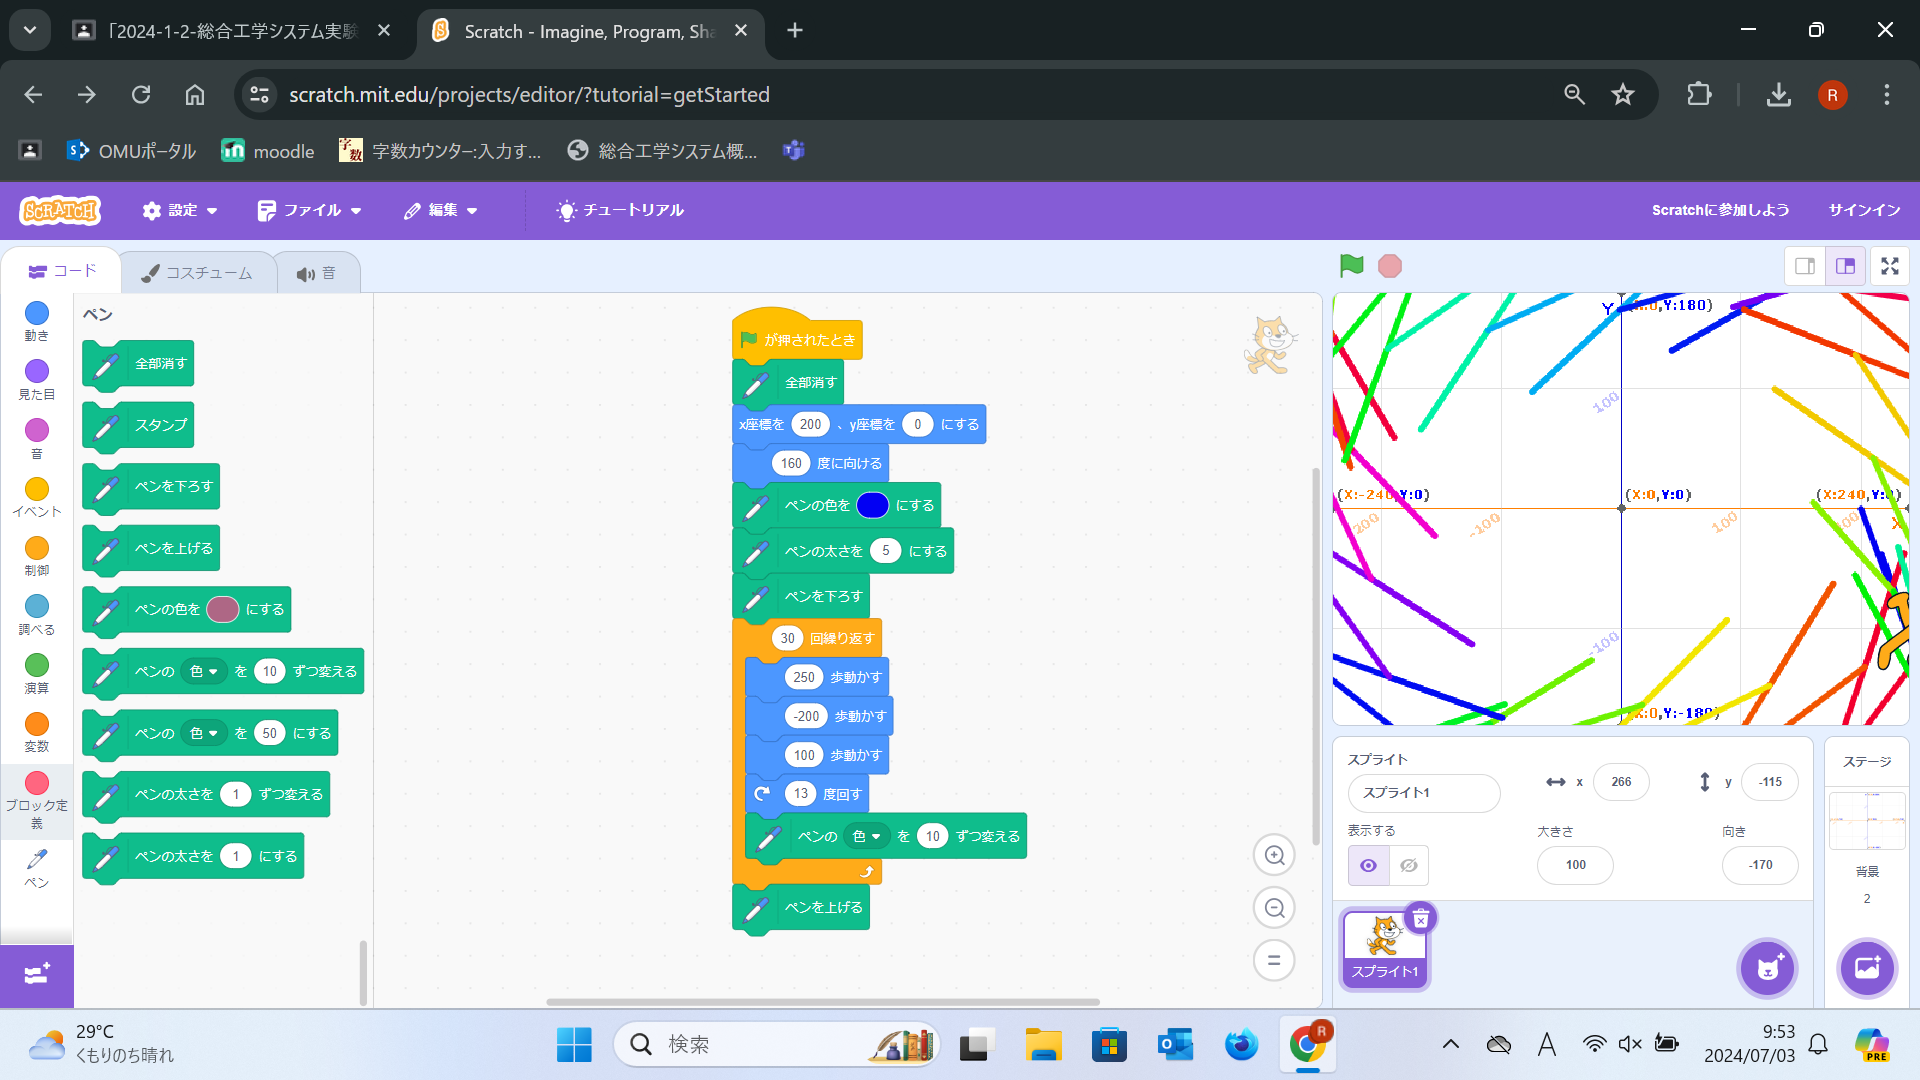 「2024-1-2-総合工学システム実験
Scratch - Imagine, Program, Sha
scratch.mit.edu/projects/editor/?tutorial=getStarted
R
OMUポータル
moodle
字数
字数カウンター:入力す...
総合工学システム概...
SCRATCH
設定
ファイル
編集
チュートリアル
Scratchに参加しよう
サインイン
コード
コスチューム
音
動き
見た目
音
イベント
制御
調べる
演算
変数
ブロック定義
ペン
ペン
全部消す
スタンプ
ペンを下ろす
ペンを上げる
ペンの色を にする
ペンの 色 を 10 ずつ変える
ペンの 色 を 50 にする
ペンの太さを 1 ずつ変える
ペンの太さを 1 にする
が押されたとき
全部消す
x座標を 200 、y座標を 0 にする
160 度に向ける
ペンの色を にする
ペンの太さを 5 にする
ペンを下ろす
30 回繰り返す
250 歩動かす
-200 歩動かす
100 歩動かす
13 度回す
ペンの 色 を 10 ずつ変える
ペンを上げる
Y
X:0,Y:180)
100
(X:-240,Y:0)
(X:0,Y:0)
(X:240,Y:0)
-100
100
X
-100
(X:0,Y:-180)
スプライト
スプライト1
x 266
y -115
表示する
大きさ
100
向き
-170
スプライト1
ステージ
背景
2
29°C
くもりのち晴れ
検索
R
A
9:53
2024/07/03
PRE